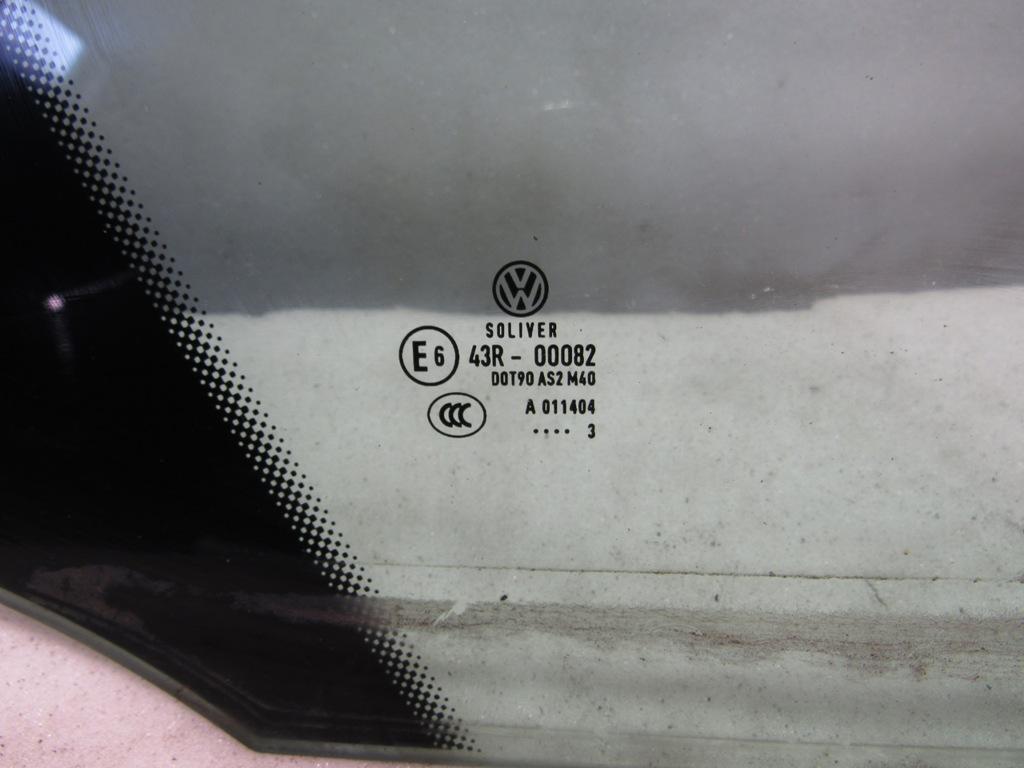 SOLIVER
E6 43R - 00082
DOT90 AS2 M40
CCC A 011404
.... 3